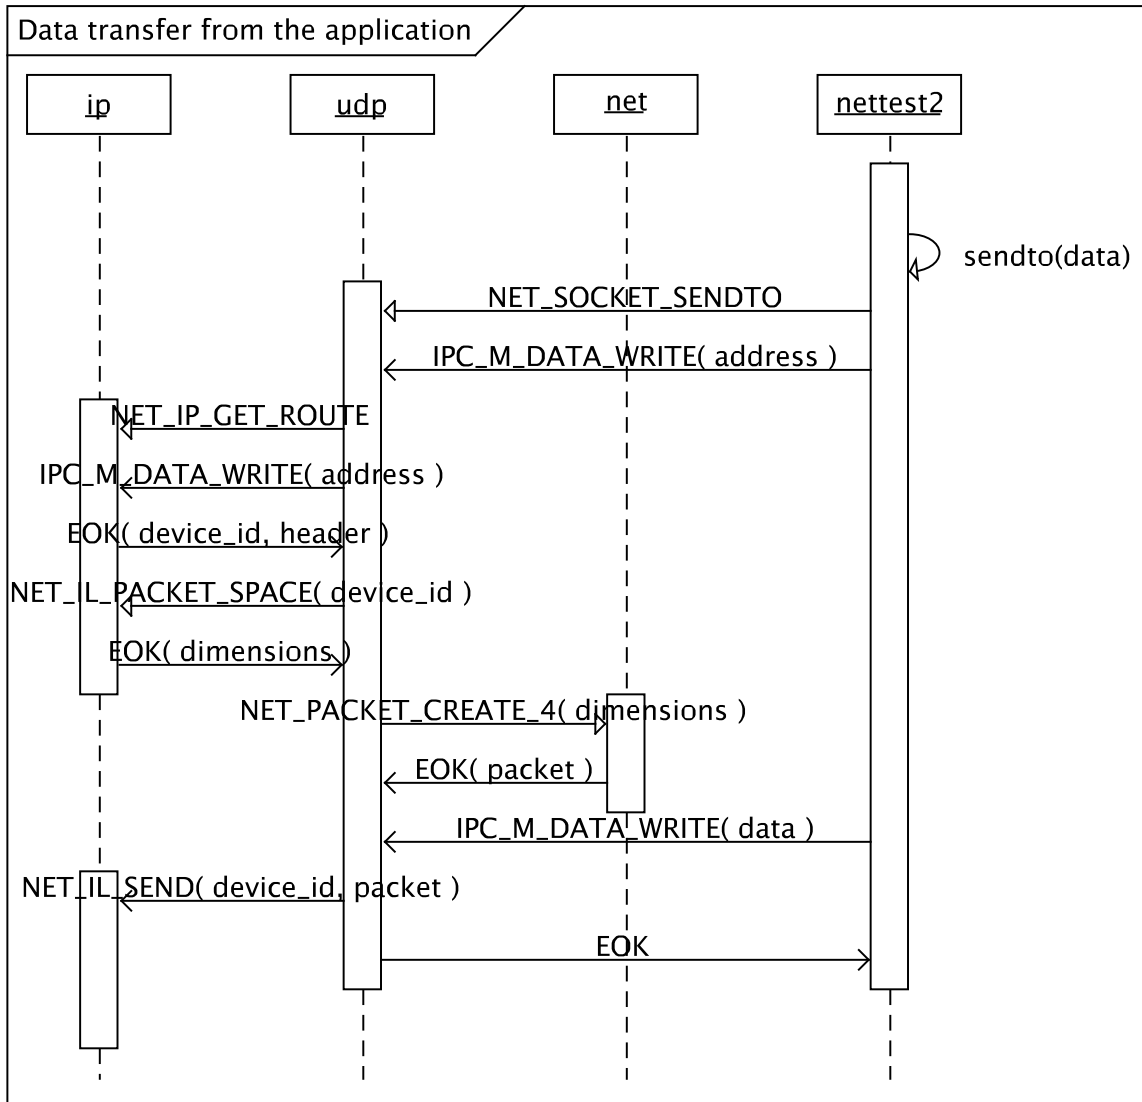 Data transfer from the application
ip
udp
net
nettest2
sendto(data)
NET_SOCKET_SENDTO
IPC_M_DATA_WRITE( address )
NET_IP_GET_ROUTE
IPC_M_DATA_WRITE( address )
EOK( device_id, header )
NET_IL_PACKET_SPACE( device_id )
EOK( dimensions )
NET_PACKET_CREATE_4( dimensions )
EOK( packet )
IPC_M_DATA_WRITE( data )
NET_IL_SEND( device_id, packet )
EOK